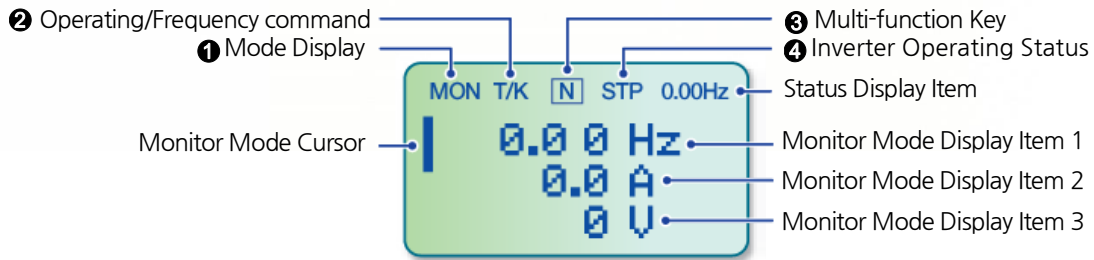 ❷ Operating/Frequency command
❸ Multi-function Key
❶ Mode Display
❹ Inverter Operating Status
MON T/K N STP 0.00Hz
Status Display Item
Monitor Mode Cursor
0.00 Hz
Monitor Mode Display Item 1
0.0 A
Monitor Mode Display Item 2
0 V
Monitor Mode Display Item 3